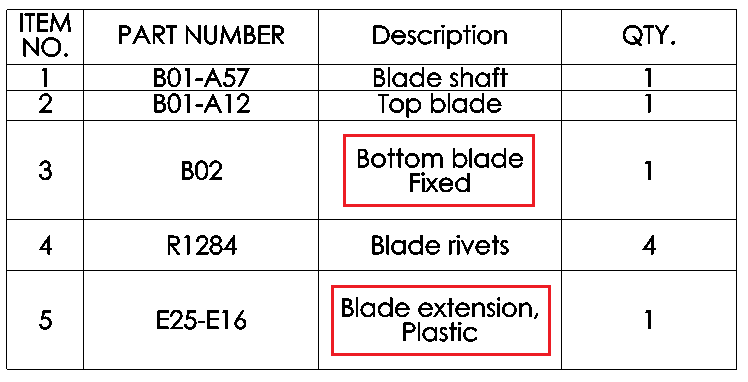 ITEM NO. PART NUMBER Description QTY.
1 B01-A57 Blade shaft 1
2 B01-A12 Top blade 1
3 B02 Bottom blade 1
Fixed
4 R1284 Blade rivets 4
5 E25-E16 Blade extension, 1
Plastic